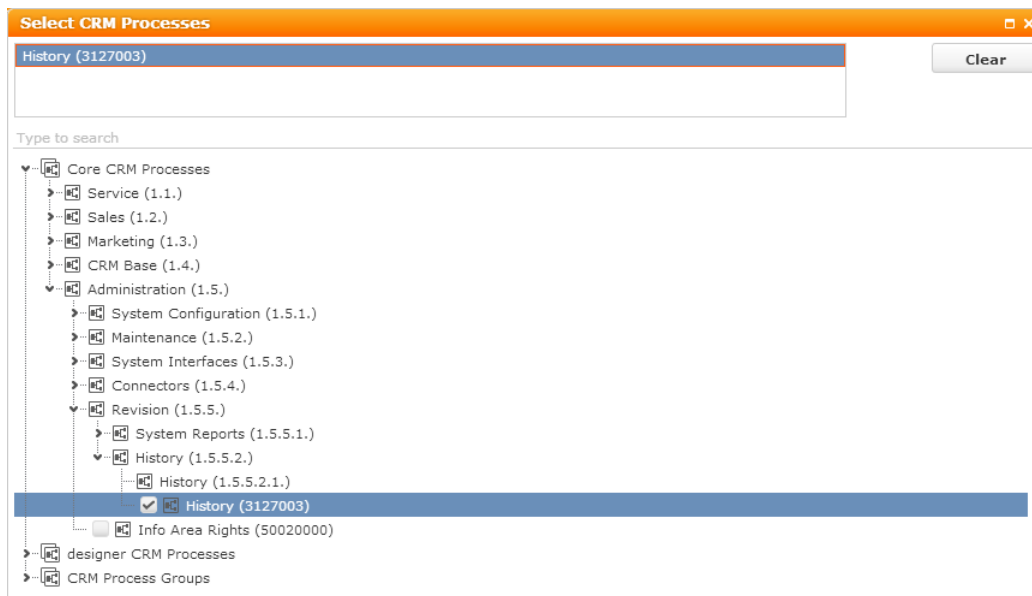 Select CRM Processes
History (3127003)
Clear
Type to search
Core CRM Processes
Service (1.1.)
Sales (1.2.)
Marketing (1.3.)
CRM Base (1.4.)
Administration (1.5.)
System Configuration (1.5.1.)
Maintenance (1.5.2.)
System Interfaces (1.5.3.)
Connectors (1.5.4.)
Revision (1.5.5.)
System Reports (1.5.5.1.)
History (1.5.5.2.)
History (1.5.5.2.1.)
History (3127003)
Info Area Rights (50020000)
designer CRM Processes
CRM Process Groups